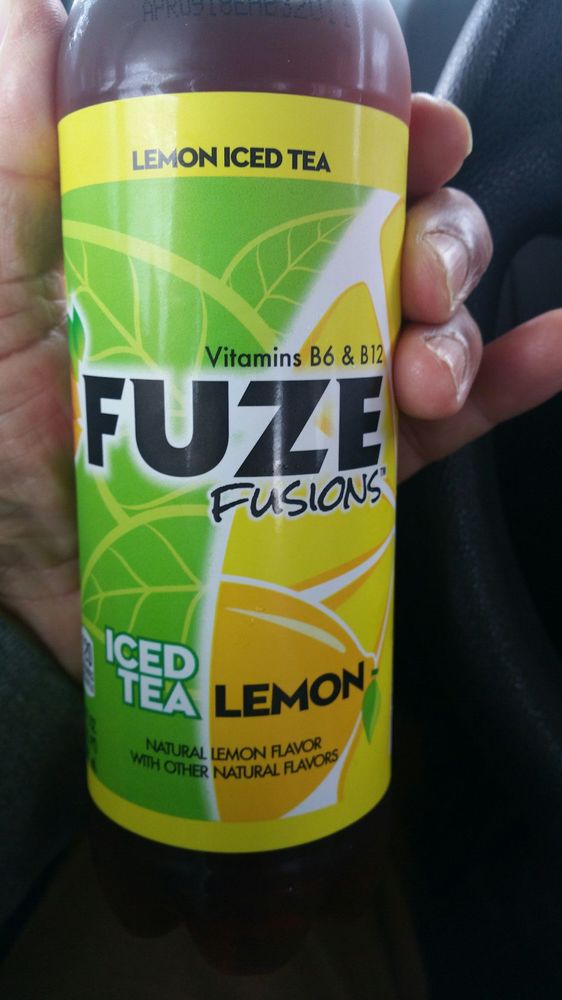 LEMON ICED TEA
Vitamins B6 & B12
FUZE
FUSIONS™
ICED
TEA
LEMON
NATURAL LEMON FLAVOR
WITH OTHER NATURAL FLAVORS